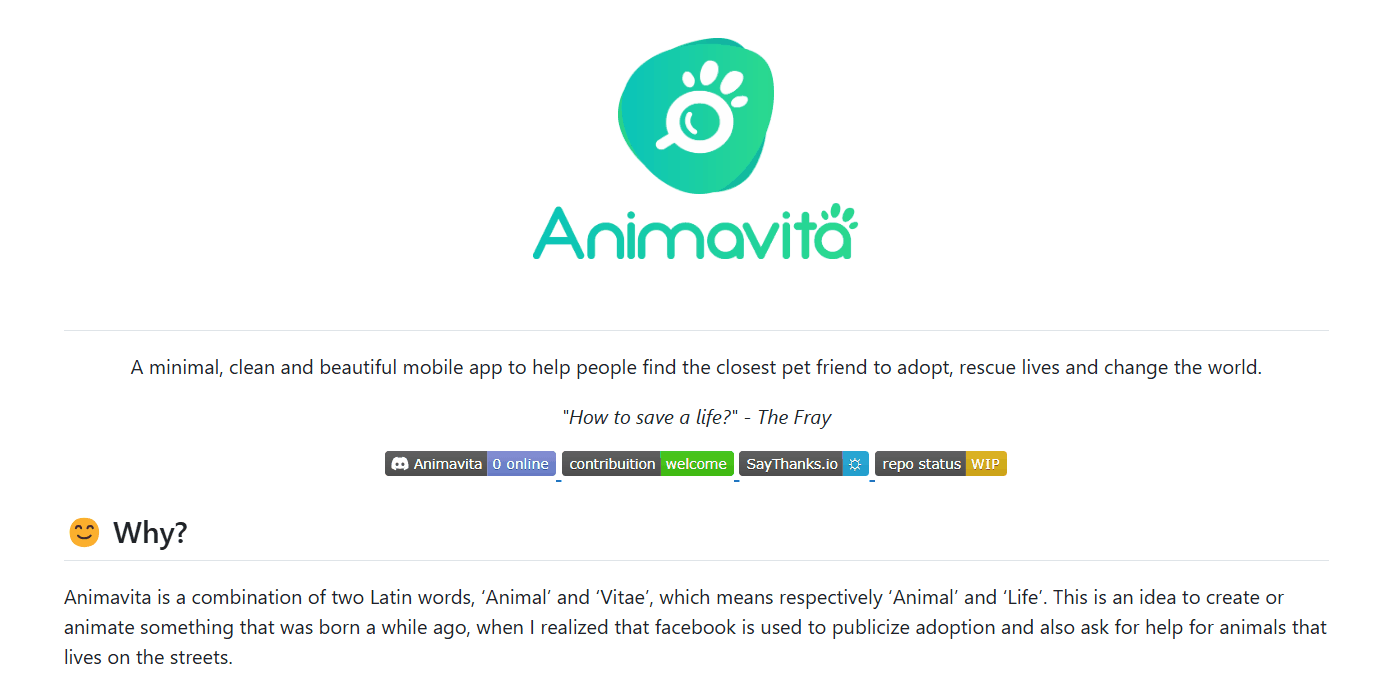 Animavita
A minimal, clean and beautiful mobile app to help people find the closest pet friend to adopt, rescue lives and change the world.
"How to save a life?" - The Fray
Animavita 0 online contribuition welcome SayThanks.io repo status WIP
😊 Why?
Animavita is a combination of two Latin words, ‘Animal’ and ‘Vitae’, which means respectively ‘Animal’ and ‘Life’. This is an idea to create or
animate something that was born a while ago, when I realized that facebook is used to publicize adoption and also ask for help for animals that
lives on the streets.